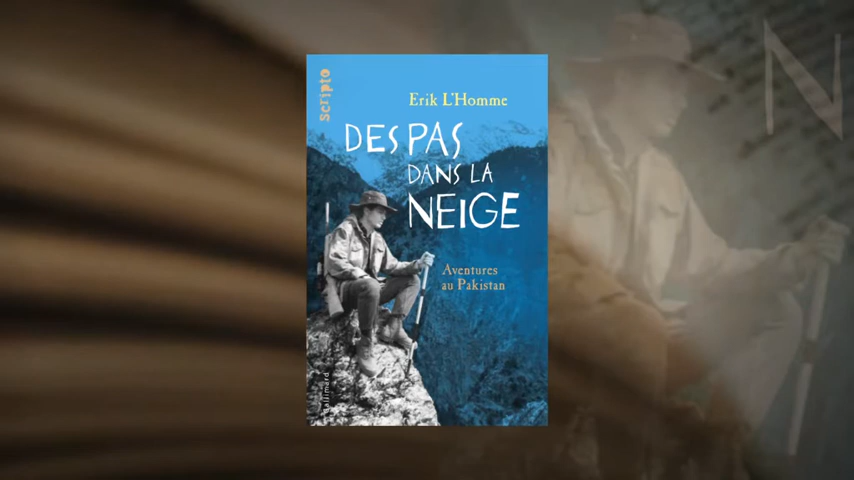 Scripto
Erik L'Homme
DES PAS
DANS LA
NEIGE
Aventures
au Pakistan
Gallimard
N